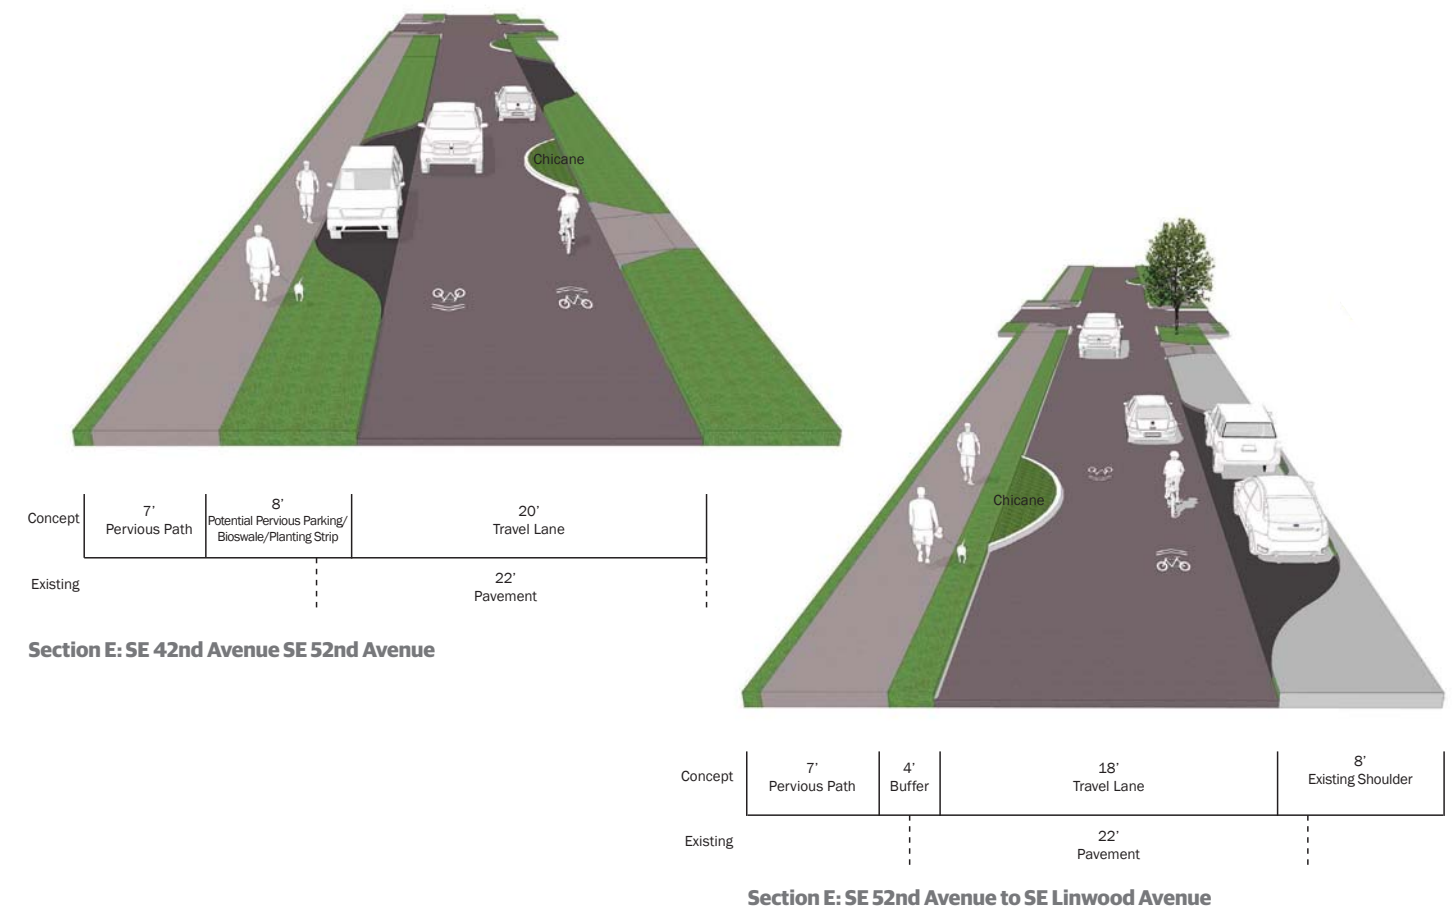 Chicane
Concept
7’
Pervious Path
8’
Potential Pervious Parking/
Bioswale/Planting Strip
20’
Travel Lane
Existing
22’
Pavement
Section E: SE 42nd Avenue SE 52nd Avenue
Chicane
Concept
7’
Pervious Path
4’
Buffer
18’
Travel Lane
8’
Existing Shoulder
Existing
22’
Pavement
Section E: SE 52nd Avenue to SE Linwood Avenue